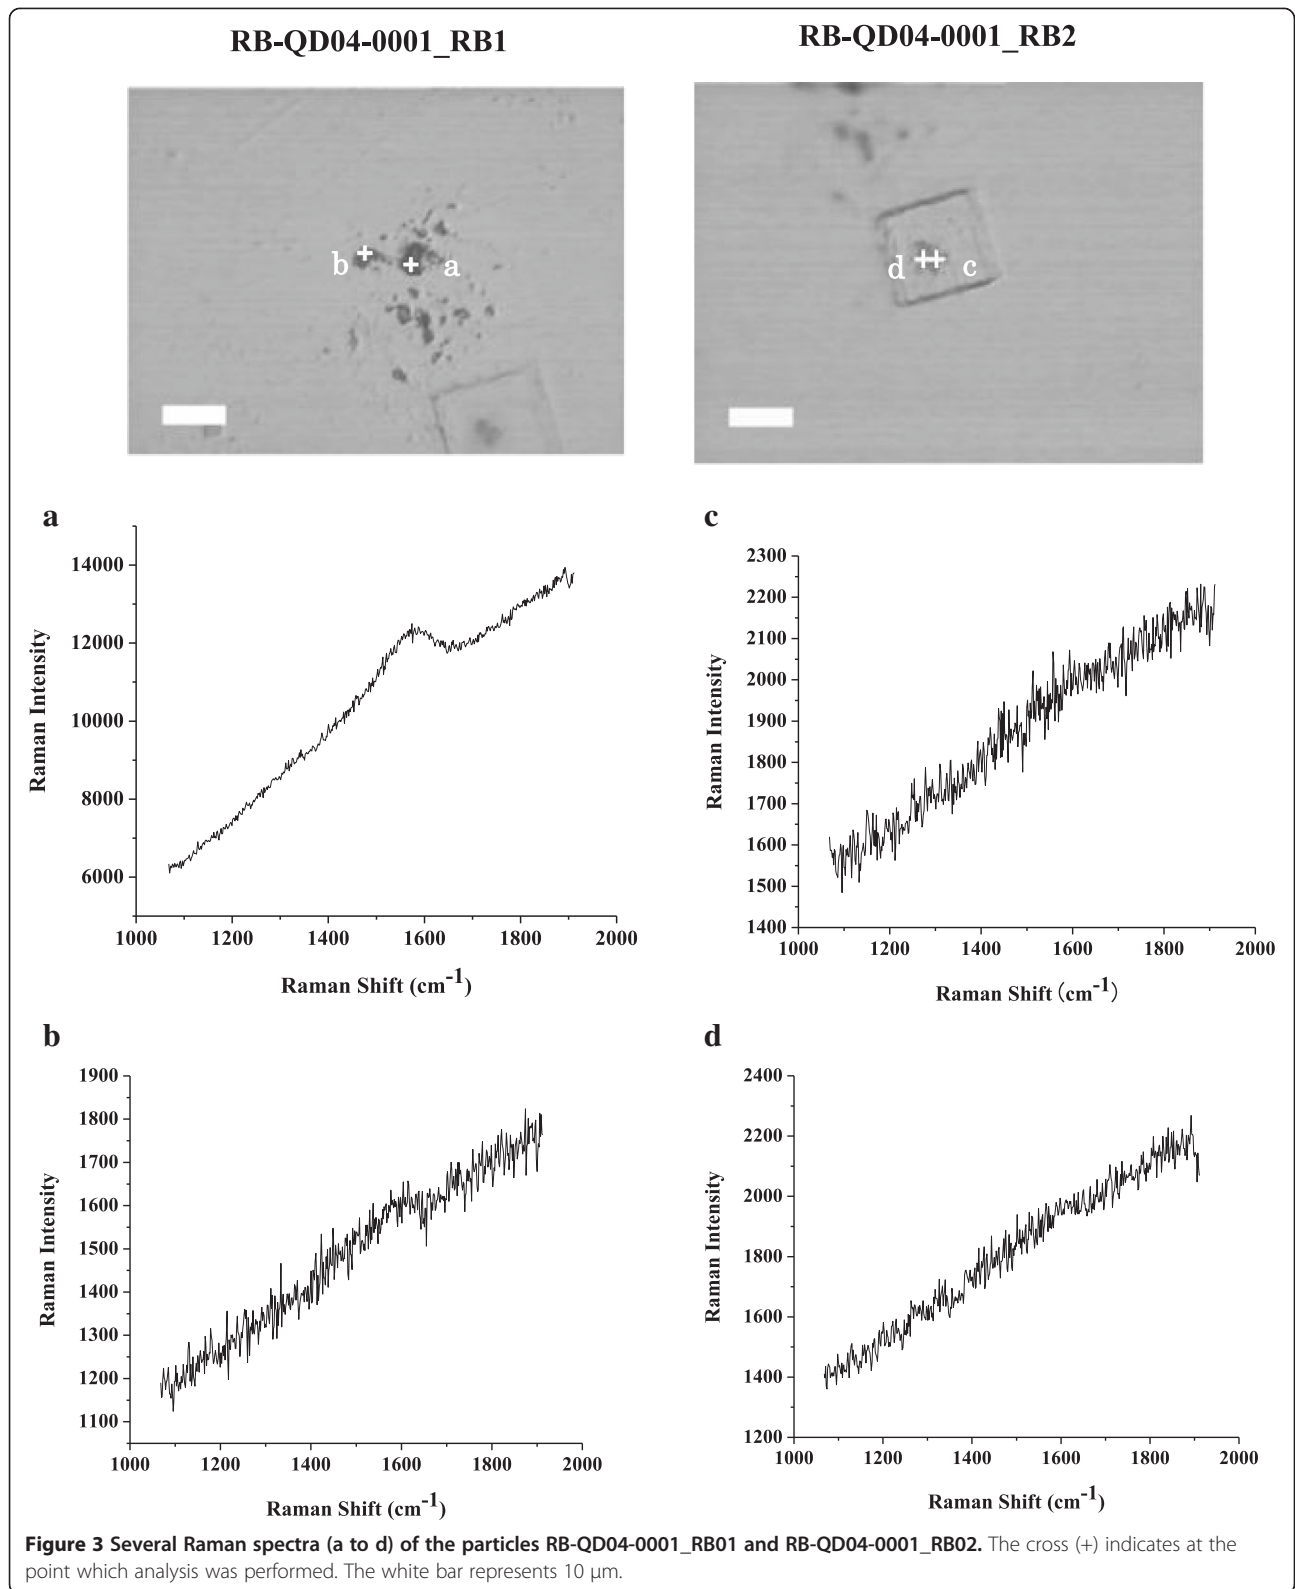 RB-QD04-0001_RB1
RB-QD04-0001_RB2
b
a
d
c
a
14000
12000
10000
8000
6000
Raman Intensity
1000 1200 1400 1600 1800 2000
Raman Shift (cm-1)
c
2300
2200
2100
2000
1900
1800
1700
1600
1500
1400
Raman Intensity
1000 1200 1400 1600 1800 2000
Raman Shift (cm-1)
b
1900
1800
1700
1600
1500
1400
1300
1200
1100
Raman Intensity
1000 1200 1400 1600 1800 2000
Raman Shift (cm-1)
d
2400
2200
2000
1800
1600
1400
1200
Raman Intensity
1000 1200 1400 1600 1800 2000
Raman Shift (cm-1)
Figure 3 Several Raman spectra (a to d) of the particles RB-QD04-0001_RB01 and RB-QD04-0001_RB02. The cross (+) indicates at the
point which analysis was performed. The white bar represents 10 μm.